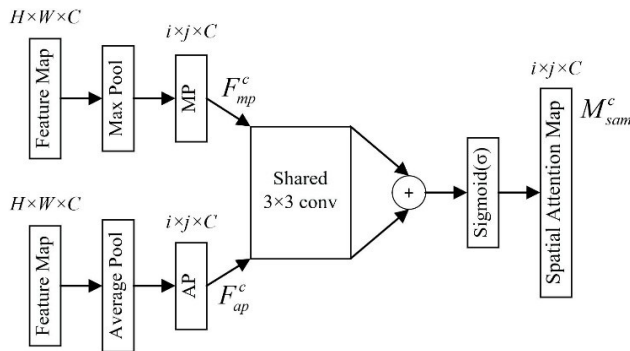 H×W×C
Feature Map
Max Pool
i×j×C
MP
F^c_mp
H×W×C
Feature Map
Average Pool
i×j×C
AP
F^c_ap
Shared
3×3 conv
+
Sigmoid(σ)
i×j×C
Spatial Attention Map
M^c_sam